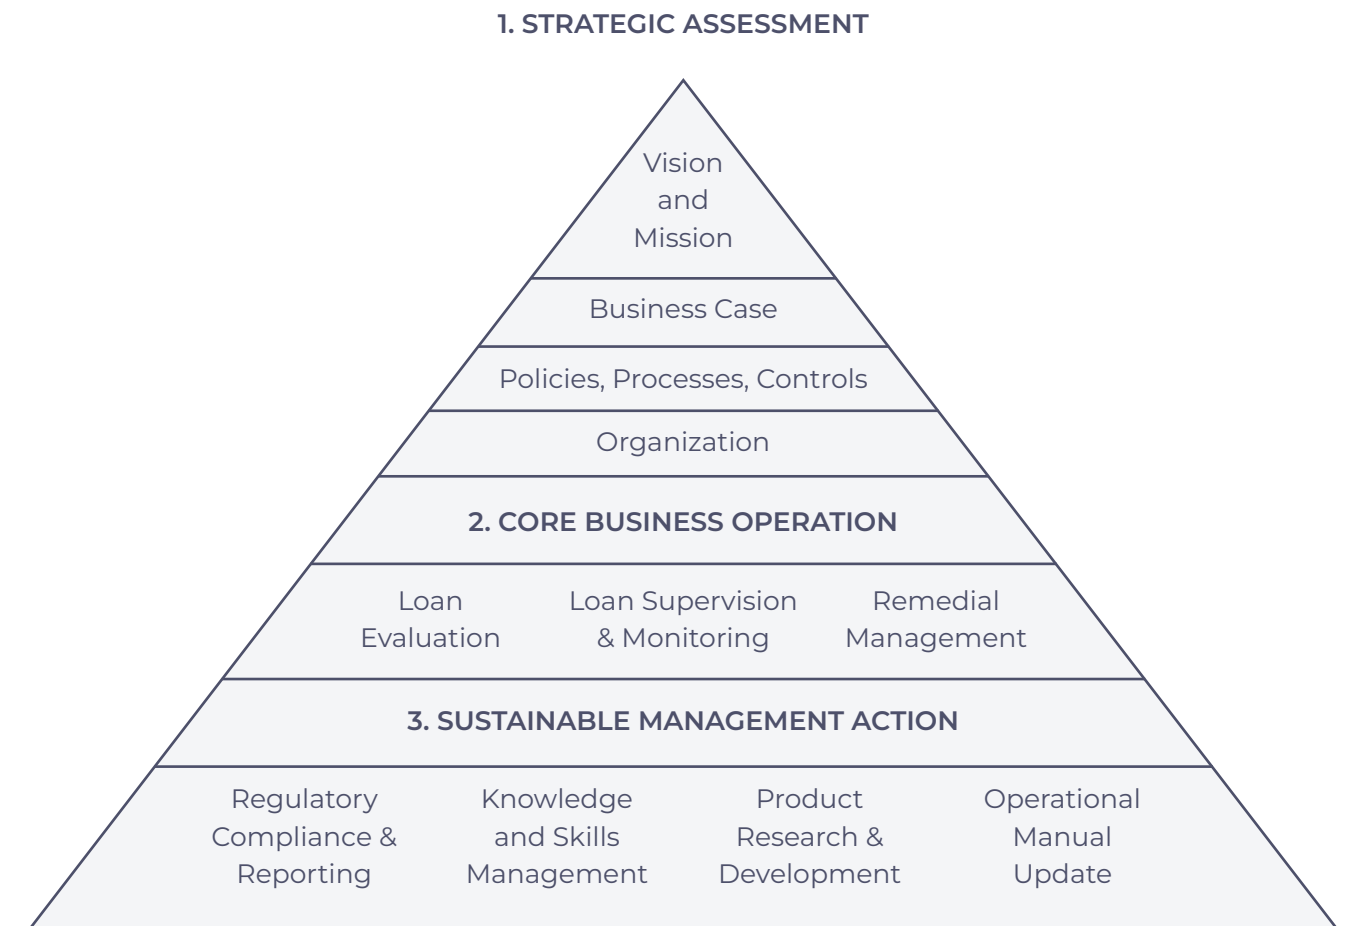 1. STRATEGIC ASSESSMENT
Vision
and
Mission
Business Case
Policies, Processes, Controls
Organization
2. CORE BUSINESS OPERATION
Loan
Evaluation
Loan Supervision
& Monitoring
Remedial
Management
3. SUSTAINABLE MANAGEMENT ACTION
Regulatory
Compliance &
Reporting
Knowledge
and Skills
Management
Product
Research &
Development
Operational
Manual
Update